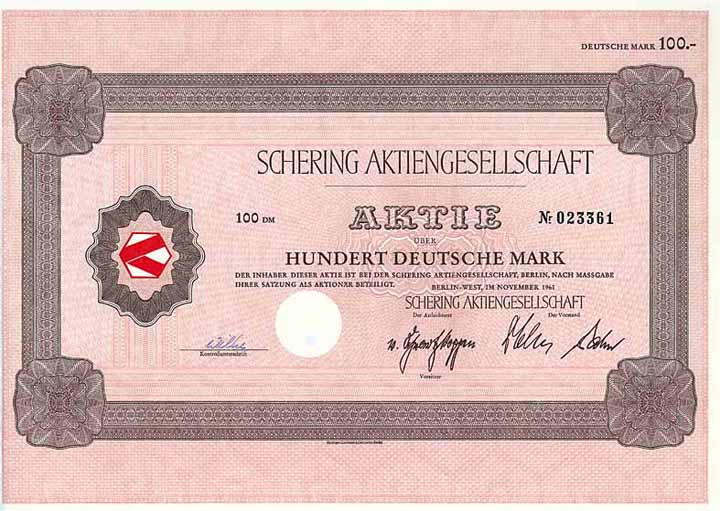 DEUTSCHE MARK 100.-
SCHERING AKTIENGESELLSCHAFT
100 DM AKTIE Nr. 023361
ÜBER
HUNDERT DEUTSCHE MARK
DER INHABER DIESER AKTIE IST BEI DER SCHERING AKTIENGESELLSCHAFT, BERLIN, NACH MASSGABE
IHRER SATZUNG ALS AKTIONÄR BETEILIGT. BERLIN-WEST, IM NOVEMBER 1961
SCHERING AKTIENGESELLSCHAFT
Der Aufsichtsrat Der Vorstand
Kontrollunterschrift
Vorsitzer